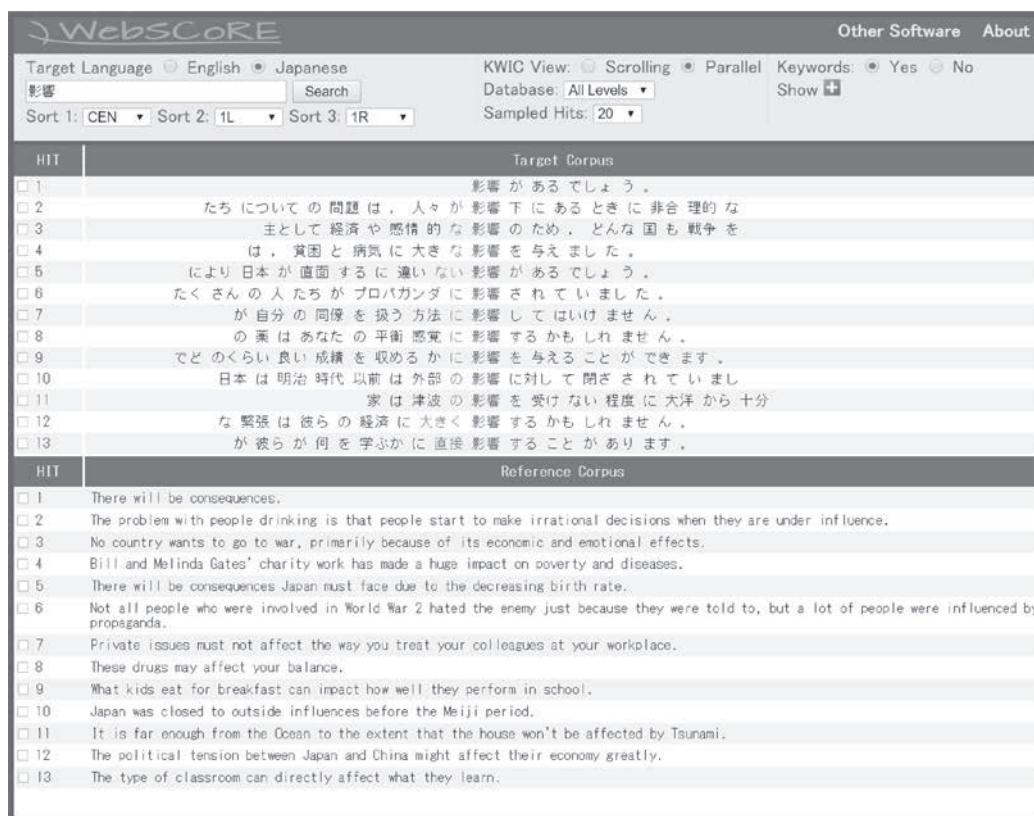 WebSCoRE
Other Software About
Target Language English Japanese
KWIC View: Scrolling Parallel Keywords: Yes No
影響 Search
Database: All Levels Show
Sort 1: CEN Sort 2: 1L Sort 3: 1R
Sampled Hits: 20
HIT Target Corpus
1 影響 が ある でしょ う .
2 たち について の 問題 は , 人々 が 影響 下 に ある とき に 非合 理的 な
3 主として 経済 や 感情 的 な 影響 の ため , どんな 国 も 戦争 を
4 は , 貧困 と 病気 に 大き な 影響 を 与え まし た .
5 により 日本 が 直面 する に 違い ない 影響 が ある でしょ う .
6 たく さん の 人 たち が プロパガンダ に 影響 さ れ て い まし た .
7 が 自分 の 同僚 を 扱う 方法 に 影響 し て はいけ ませ ん .
8 の 薬 は あなた の 平衡 感覚 に 影響 する かも しれ ませ ん .
9 でど のくらい 良い 成績 を 収める か に 影響 を 与える こと が でき ます .
10 日本 は 明治 時代 以前 は 外部 の 影響 に対し て 閉ざ さ れ て い まし
11 家 は 津波 の 影響 を 受け ない 程度 に 大洋 から 十分
12 な 緊張 は 彼ら の 経済 に 大きく 影響 する かも しれ ませ ん .
13 が 彼ら が 何 を 学ぶか に 直接 影響 する こと が あり ます .
HIT Reference Corpus
1 There will be consequences.
2 The problem with people drinking is that people start to make irrational decisions when they are under influence.
3 No country wants to go to war, primarily because of its economic and emotional effects.
4 Bill and Melinda Gates' charity work has made a huge impact on poverty and diseases.
5 There will be consequences Japan must face due to the decreasing birth rate.
6 Not all people who were involved in World War 2 hated the enemy just because they were told to, but a lot of people were influenced by
propaganda.
7 Private issues must not affect the way you treat your colleagues at your workplace.
8 These drugs may affect your balance.
9 What kids eat for breakfast can impact how well they perform in school.
10 Japan was closed to outside influences before the Meiji period.
11 It is far enough from the Ocean to the extent that the house won't be affected by Tsunami.
12 The political tension between Japan and China might affect their economy greatly.
13 The type of classroom can directly affect what they learn.